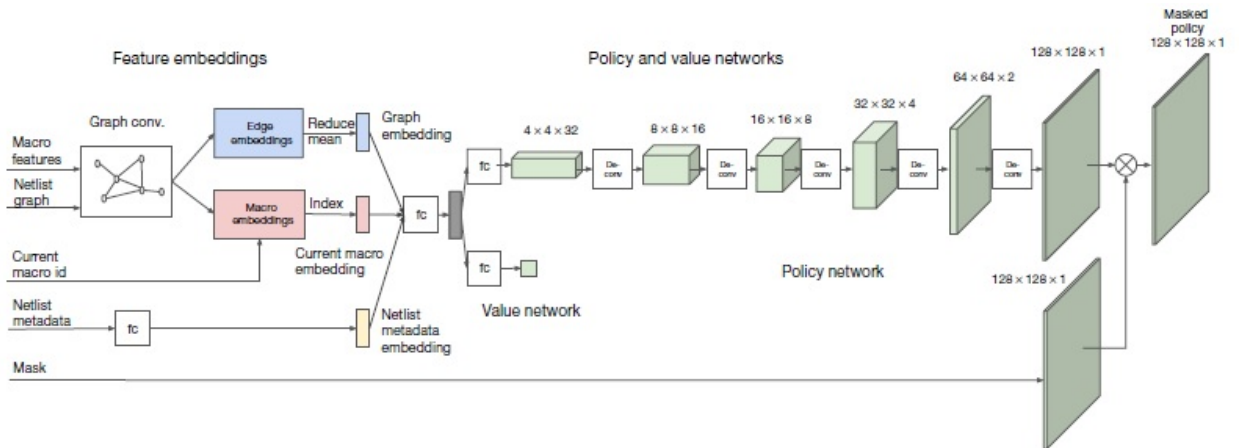 Masked
policy
128 × 128 × 1
128 × 128 × 1
Feature embeddings
Policy and value networks
64 × 64 × 2
32 × 32 × 4
16 × 16 × 8
8 × 8 × 16
4 × 4 × 32
Graph conv.
Edge
embeddings
Reduce
mean
Graph
embedding
Macro
features
Netlist
graph
fc
De-
conv
De-
conv
De-
conv
De-
conv
De-
conv
Macro
embeddings
Index
fc
Current macro
embedding
Current
macro id
fc
Policy network
128 × 128 × 1
Netlist
metadata
fc
Netlist
metadata
embedding
Value network
Mask